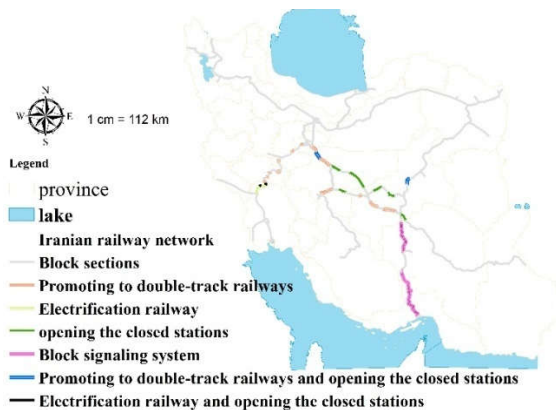 N
W E
S
1 cm = 112 km
Legend
province
lake
Iranian railway network
Block sections
Promoting to double-track railways
Electrification railway
opening the closed stations
Block signaling system
Promoting to double-track railways and opening the closed stations
Electrification railway and opening the closed stations